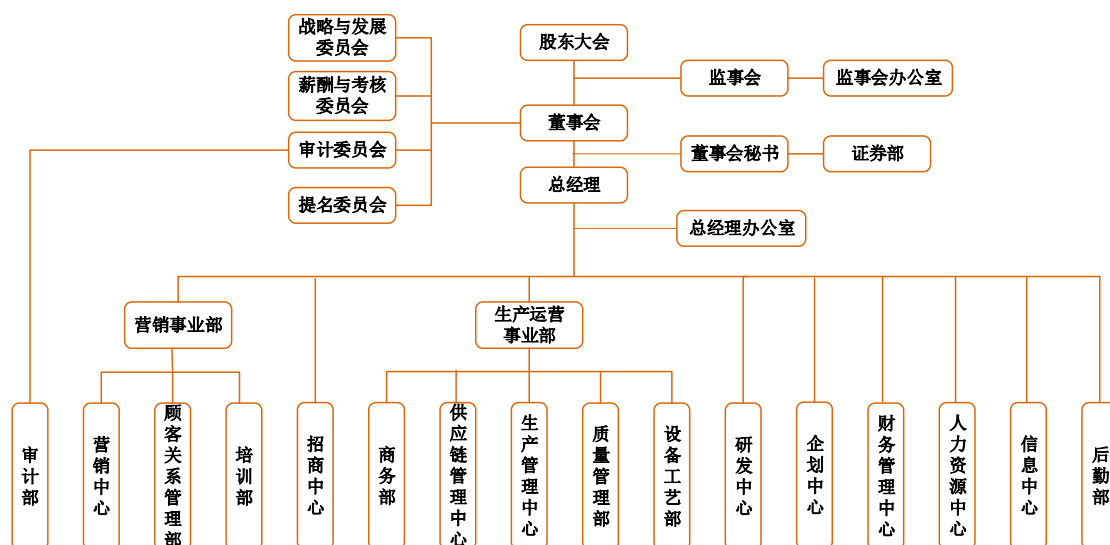 战略与发展
委员会
股东大会
薪酬与考核
委员会
监事会
监事会办公室
董事会
审计委员会
董事会秘书
证券部
提名委员会
总经理
总经理办公室
营销事业部
生产运营
事业部
审计部
营销中心
顾客关系管理部
培训部
招商中心
商务部
供应链管理中心
生产管理中心
质量管理部
设备工艺部
研发中心
企划中心
财务管理中心
人力资源中心
信息中心
后勤部